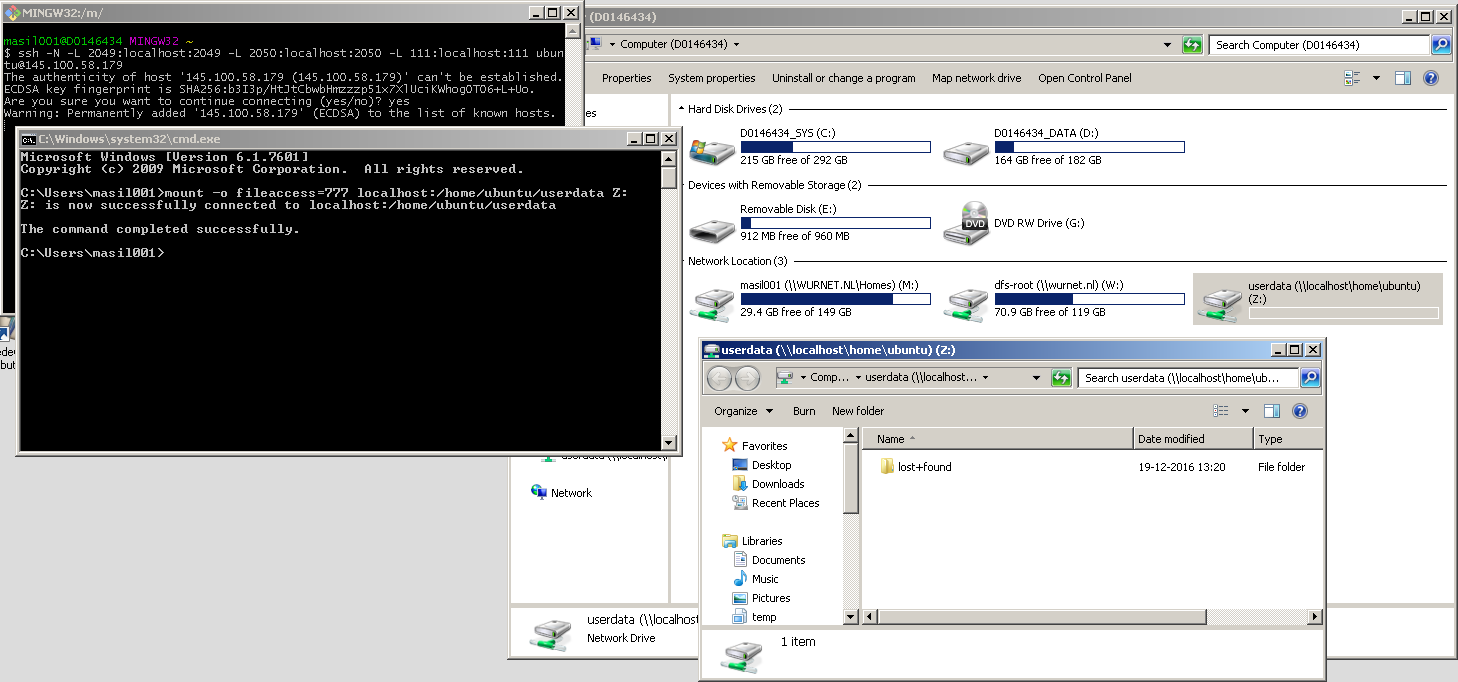 MINGW32:/m/
masil001@D0146434 MINGW32 ~
$ ssh -N -L 2049:localhost:2049 -L 2050:localhost:2050 -L 111:localhost:111 ubun
tu@145.100.58.179
The authenticity of host '145.100.58.179 (145.100.58.179)' can't be established.
ECDSA key fingerprint is SHA256:b3I3p/HtJtCbwbHmzzzp51x7XlUciKWhogOTO6+L+Uo.
Are you sure you want to continue connecting (yes/no)? yes
Warning: Permanently added '145.100.58.179' (ECDSA) to the list of known hosts.
C:\Windows\system32\cmd.exe
Microsoft Windows [Version 6.1.7601]
Copyright (c) 2009 Microsoft Corporation.  All rights reserved.
C:\Users\masil001>mount -o fileaccess=777 localhost:/home/ubuntu/userdata Z:
Z: is now successfully connected to localhost:/home/ubuntu/userdata
The command completed successfully.
C:\Users\masil001>
(D0146434)
Computer (D0146434)
Search Computer (D0146434)
Properties
System properties
Uninstall or change a program
Map network drive
Open Control Panel
Hard Disk Drives (2)
D0146434_SYS (C:)
215 GB free of 292 GB
D0146434_DATA (D:)
164 GB free of 182 GB
Devices with Removable Storage (2)
Removable Disk (E:)
912 MB free of 960 MB
DVD
DVD RW Drive (G:)
Network Location (3)
masil001 (\\WURNET.NL\Homes) (M:)
29.4 GB free of 149 GB
dfs-root (\\wurnet.nl) (W:)
70.9 GB free of 119 GB
userdata (\\localhost\home\ubuntu)
(Z:)
Network
userdata (\\localhost
Network Drive
userdata (\\localhost\home\ubuntu) (Z:)
Comp...
userdata (\\localhost...
Search userdata (\\localhost\home\ub...
Organize
Burn
New folder
Favorites
Desktop
Downloads
Recent Places
Libraries
Documents
Music
Pictures
temp
Name
Date modified
Type
lost+found
19-12-2016 13:20
File folder
1 item